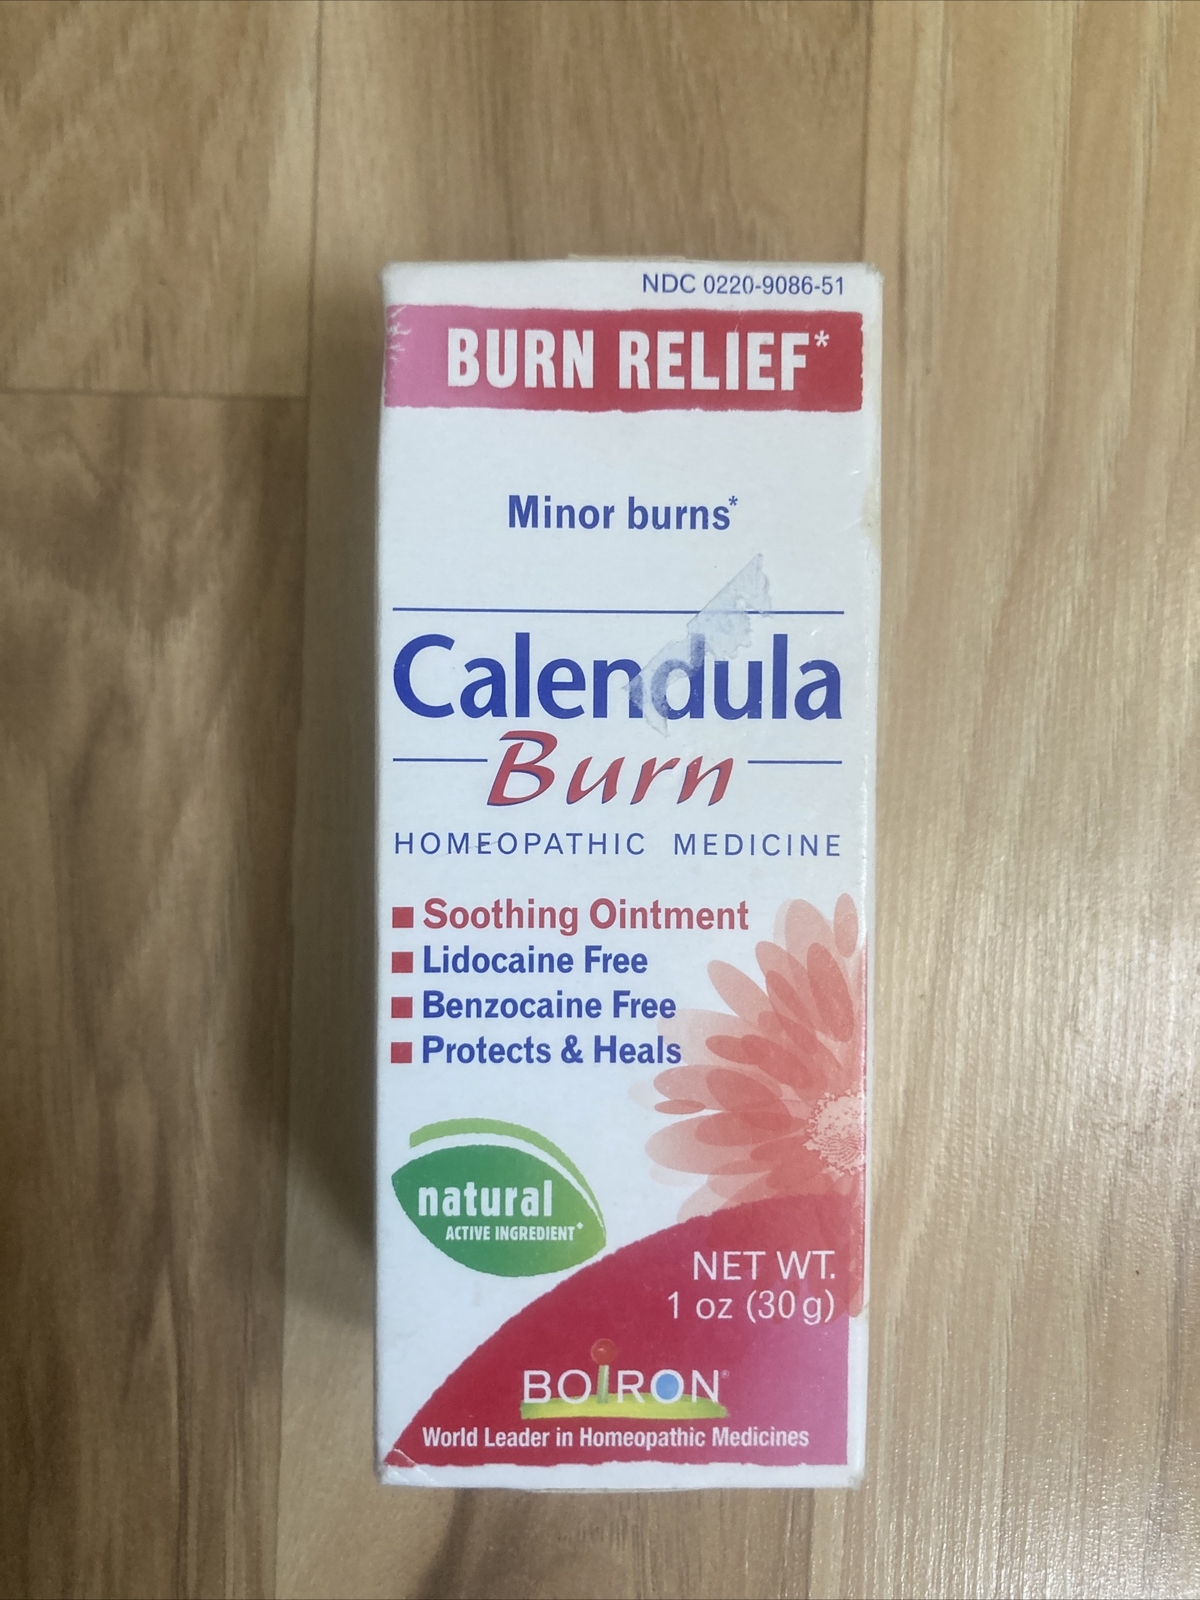 NDC 0220-9086-51
BURN RELIEF*
Minor burns*
Calendula
Burn
HOMEOPATHIC MEDICINE
■ Soothing Ointment
■ Lidocaine Free
■ Benzocaine Free
■ Protects & Heals
natural
ACTIVE INGREDIENT*
NET WT.
1 oz (30 g)
BOIRON®
World Leader in Homeopathic Medicines